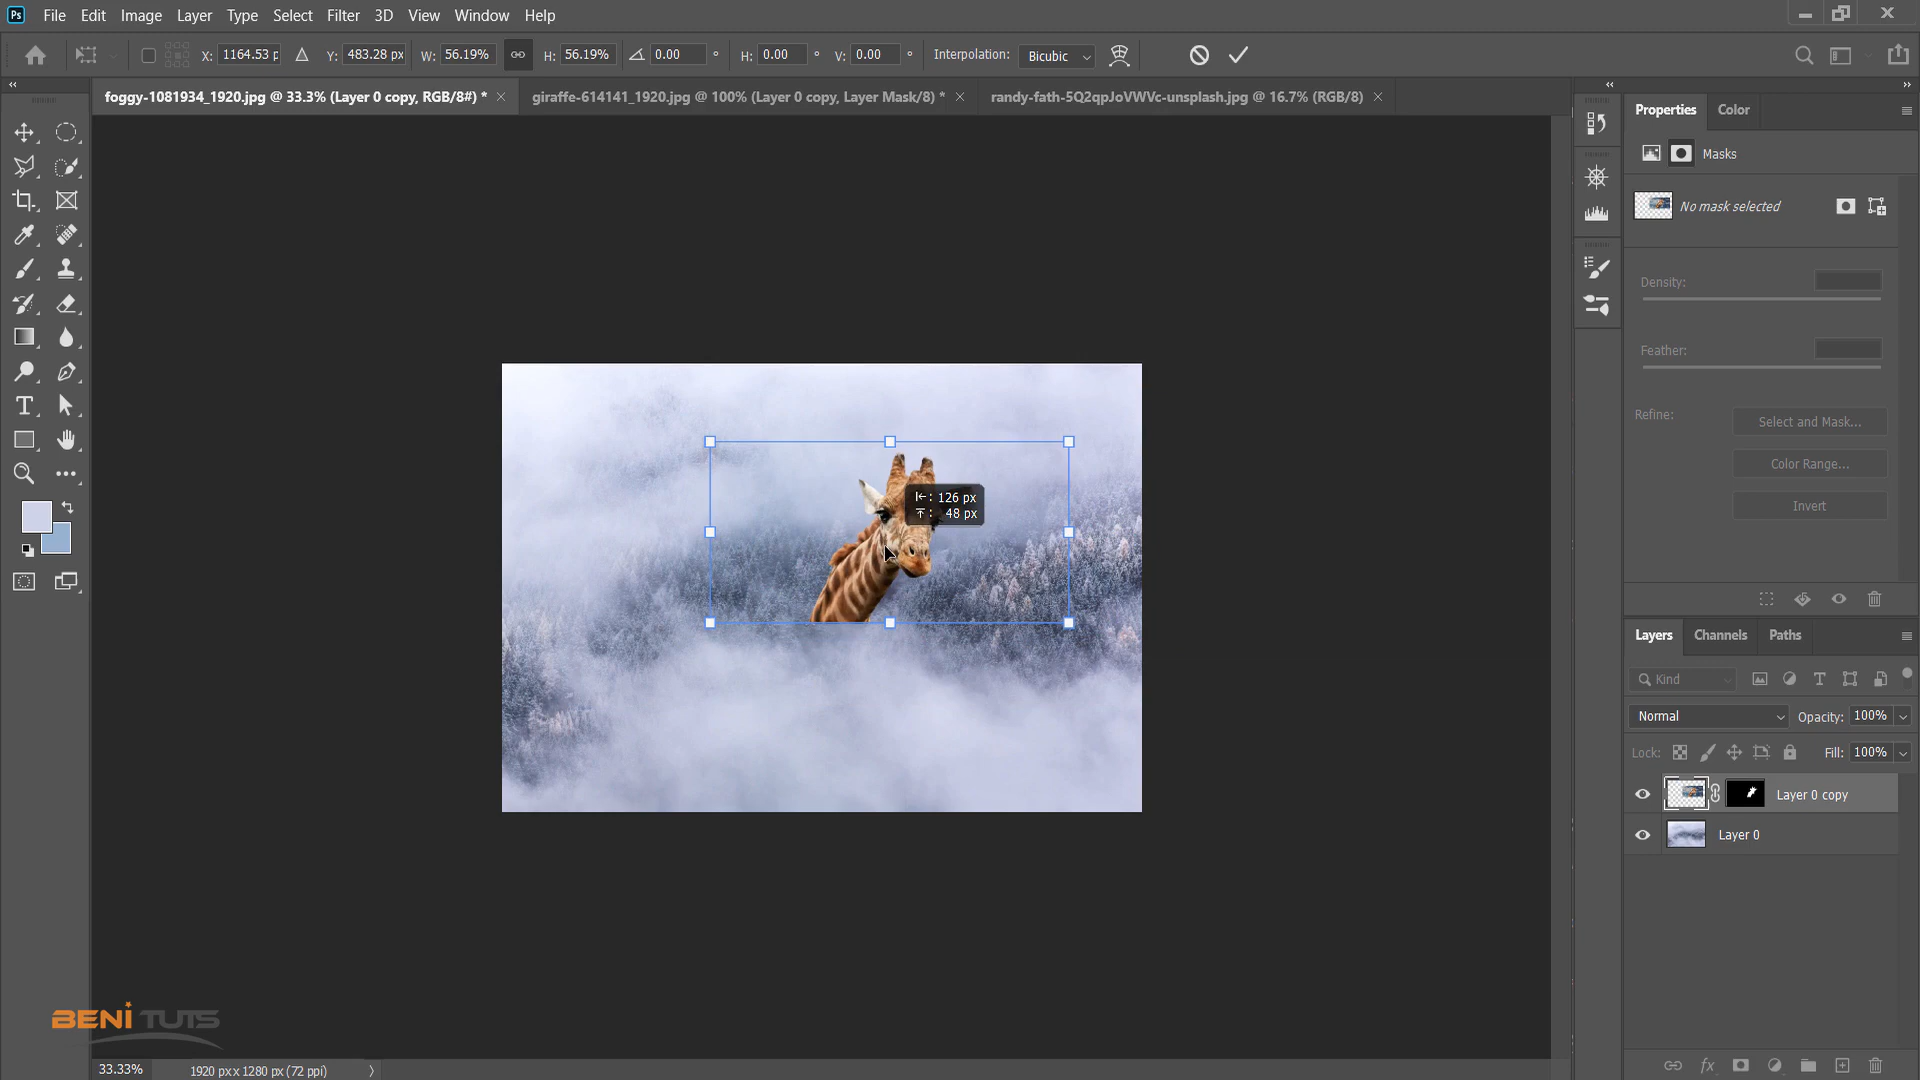 Ps File Edit Image Layer Type Select Filter 3D View Window Help
X: 1164.53 p Y: 483.28 px W: 56.19% H: 56.19% 0.00 ° H: 0.00 ° V: 0.00 ° Interpolation: Bicubic
foggy-1081934_1920.jpg @ 33.3% (Layer 0 copy, RGB/8#) * giraffe-614141_1920.jpg @ 100% (Layer 0 copy, Layer Mask/8) * randy-fath-5Q2qpJoVWVc-unsplash.jpg @ 16.7% (RGB/8)
Properties Color
Masks
No mask selected
Density:
Feather:
Refine:
Select and Mask...
Color Range...
Invert
126 px
48 px
Layers Channels Paths
Kind
Normal Opacity: 100%
Lock: Fill: 100%
Layer 0 copy
Layer 0
BENI TUTS
33.33% 1920 px x 1280 px (72 ppi)